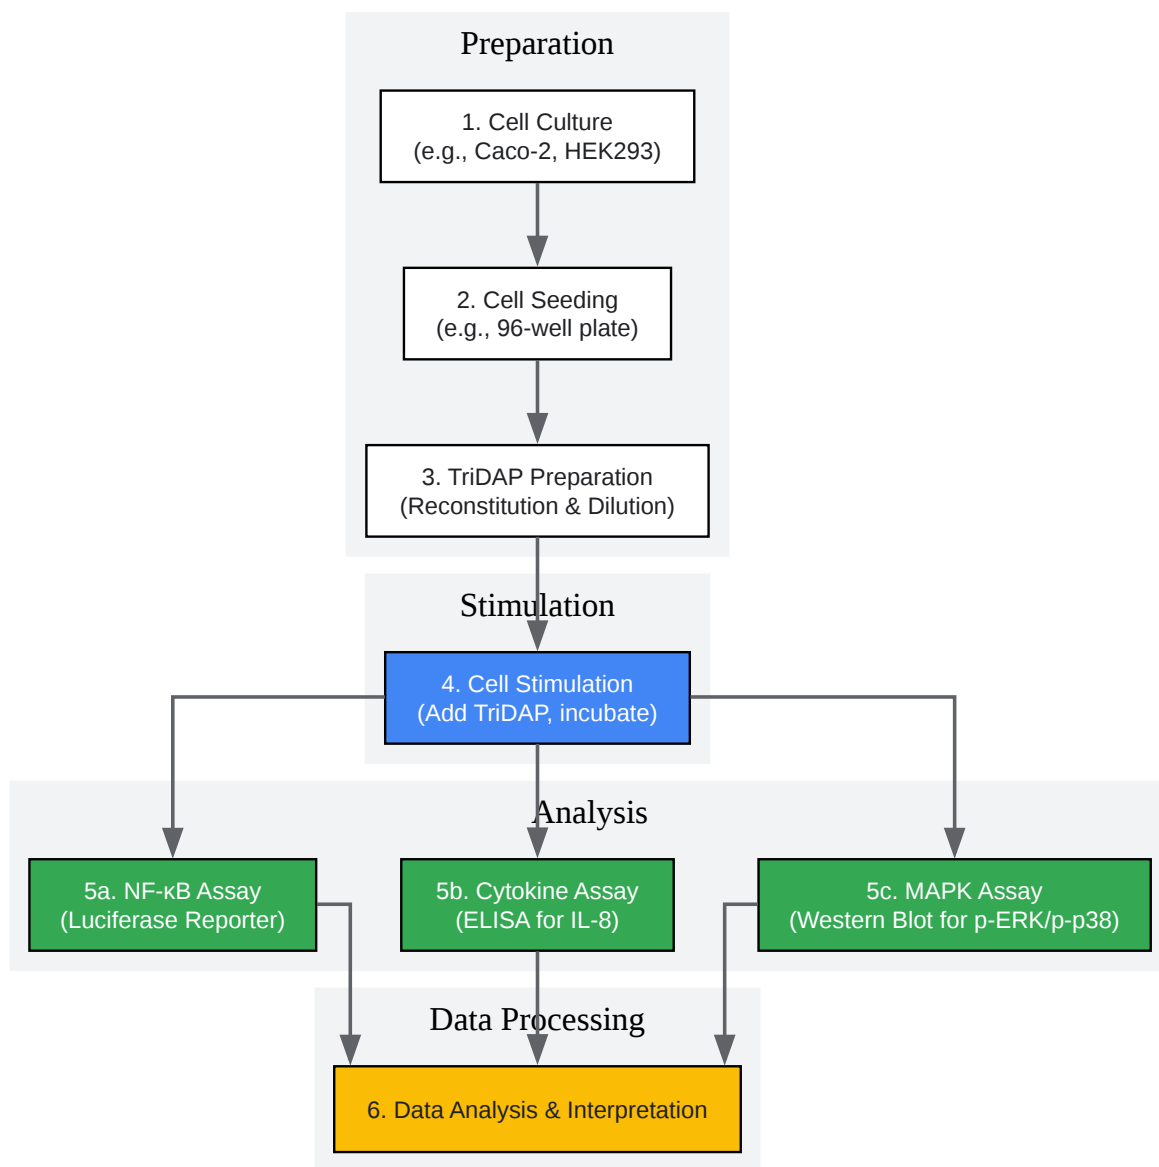 Preparation
1. Cell Culture
(e.g., Caco-2, HEK293)
2. Cell Seeding
(e.g., 96-well plate)
3. TriDAP Preparation
(Reconstitution & Dilution)
Stimulation
4. Cell Stimulation
(Add TriDAP, incubate)
Analysis
5a. NF-κB Assay
(Luciferase Reporter)
5b. Cytokine Assay
(ELISA for IL-8)
5c. MAPK Assay
(Western Blot for p-ERK/p-p38)
Data Processing
6. Data Analysis & Interpretation